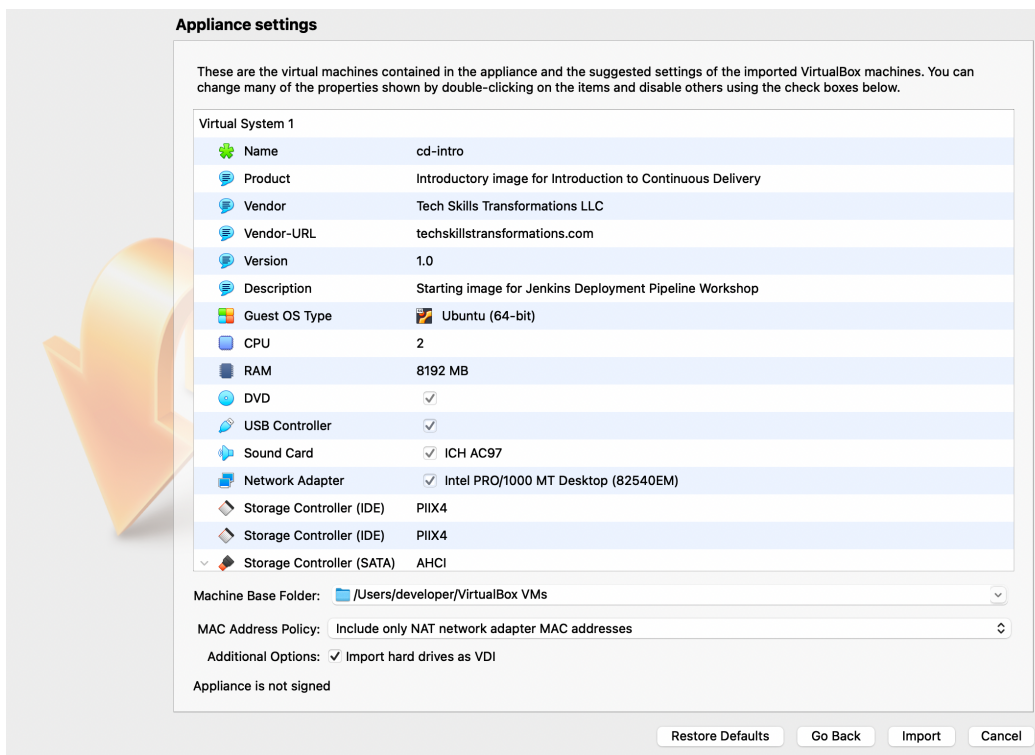 Appliance settings
These are the virtual machines contained in the appliance and the suggested settings of the imported VirtualBox machines. You can
change many of the properties shown by double-clicking on the items and disable others using the check boxes below.
Virtual System 1
Name cd-intro
Product Introductory image for Introduction to Continuous Delivery
Vendor Tech Skills Transformations LLC
Vendor-URL techskillstransformations.com
Version 1.0
Description Starting image for Jenkins Deployment Pipeline Workshop
Guest OS Type Ubuntu (64-bit)
CPU 2
RAM 8192 MB
DVD
USB Controller
Sound Card ICH AC97
Network Adapter Intel PRO/1000 MT Desktop (82540EM)
Storage Controller (IDE) PIIX4
Storage Controller (IDE) PIIX4
Storage Controller (SATA) AHCI
Machine Base Folder: /Users/developer/VirtualBox VMs
MAC Address Policy: Include only NAT network adapter MAC addresses
Additional Options: Import hard drives as VDI
Appliance is not signed
Restore Defaults Go Back Import Cancel